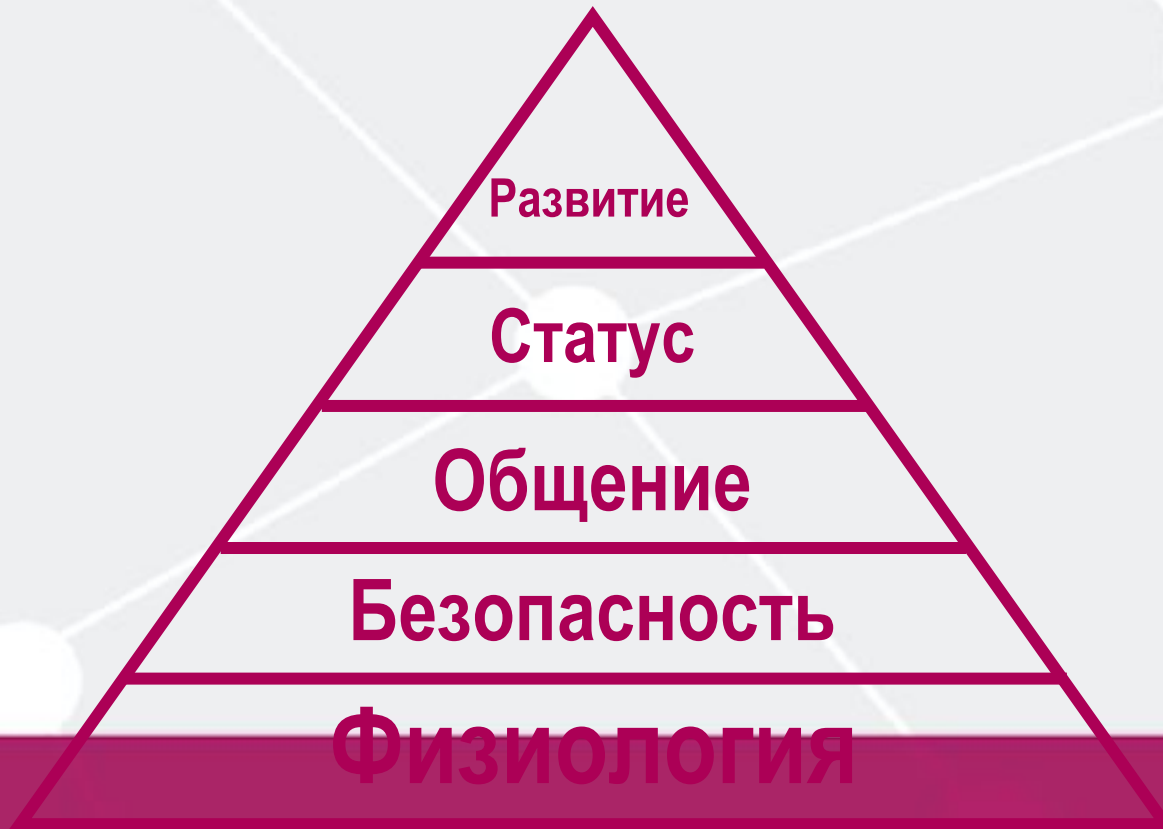 Развитие
Статус
Общение
Безопасность
Физиология